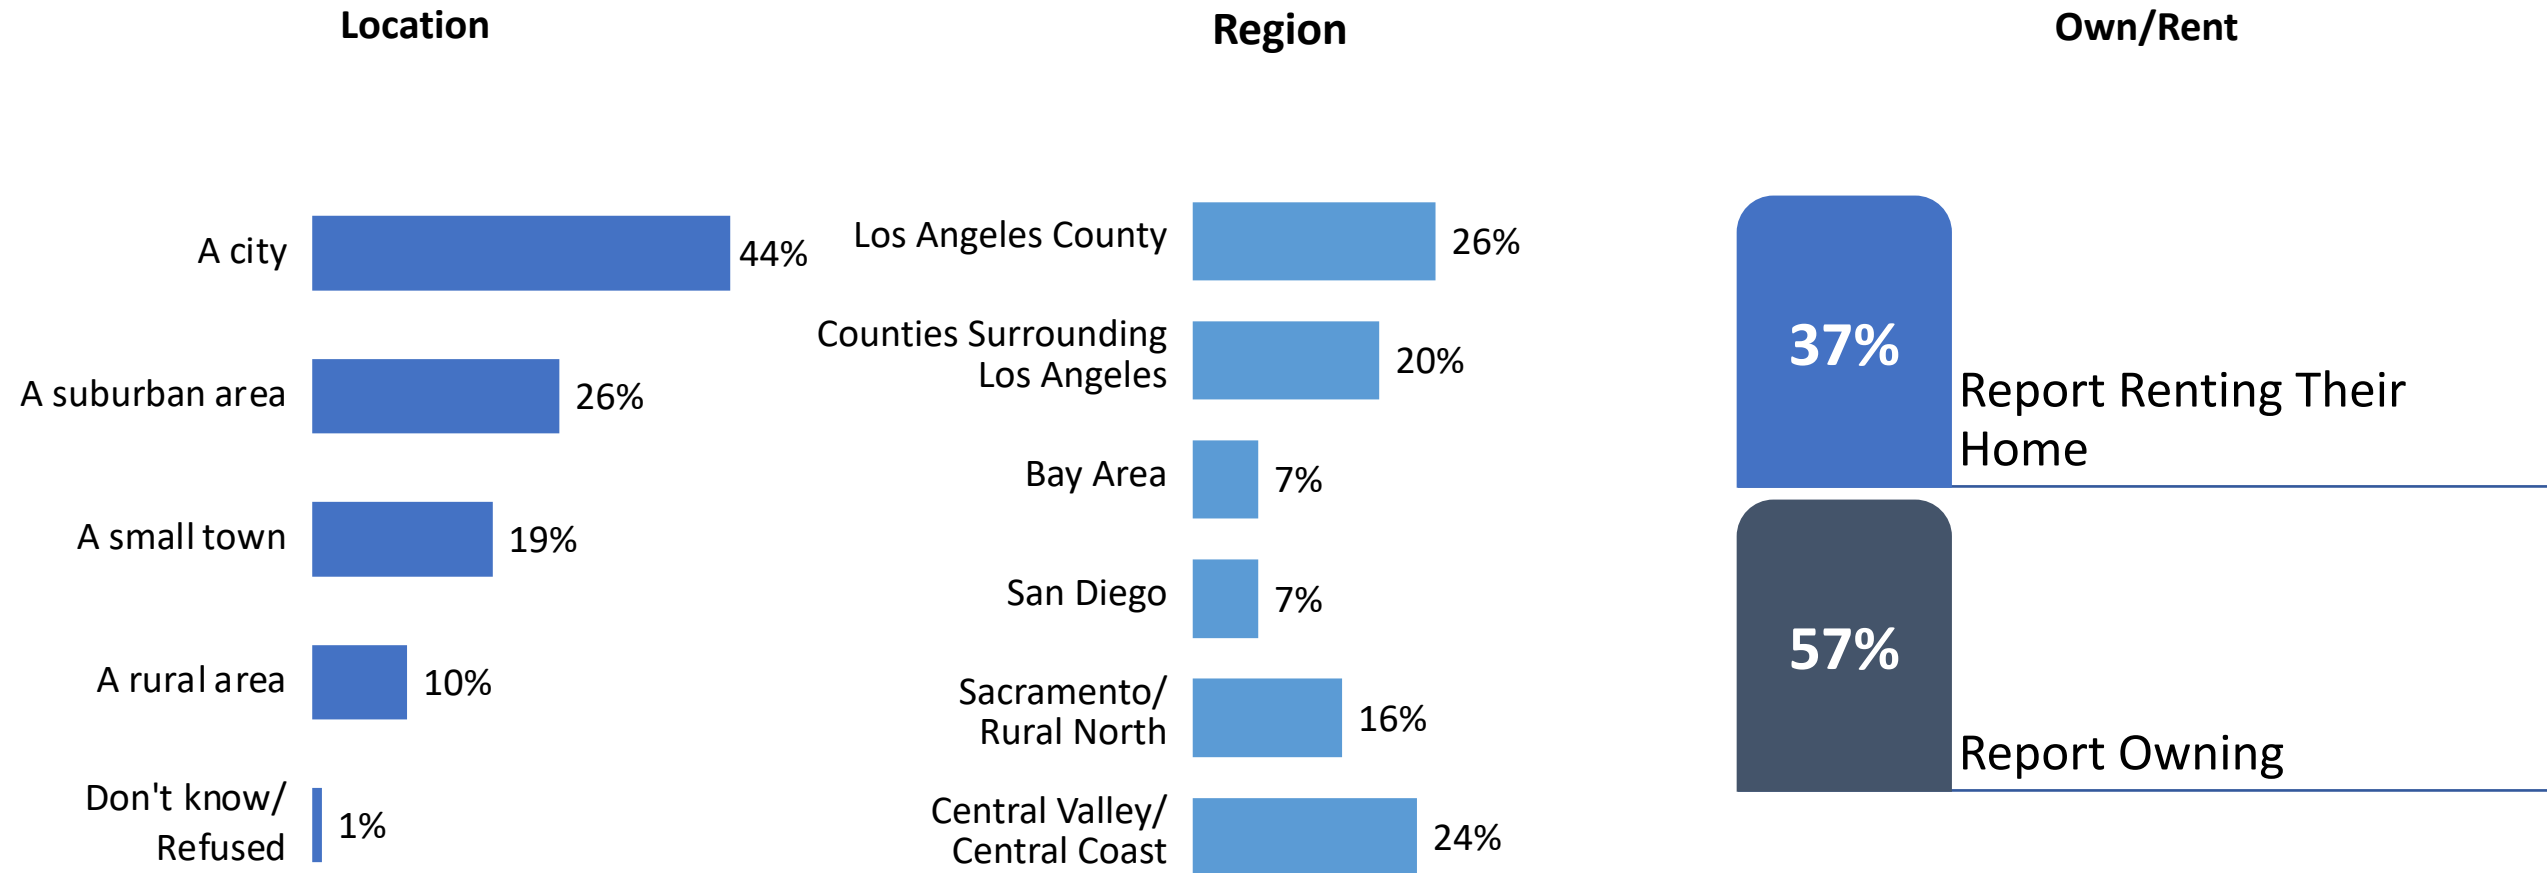 Location
A city
44%
A suburban area
26%
A small town
19%
A rural area
10%
Don't know/
Refused
1%
Region
Los Angeles County
26%
Counties Surrounding
Los Angeles
20%
Bay Area
7%
San Diego
7%
Sacramento/
Rural North
16%
Central Valley/
Central Coast
24%
Own/Rent
37%
Report Renting Their
Home
57%
Report Owning